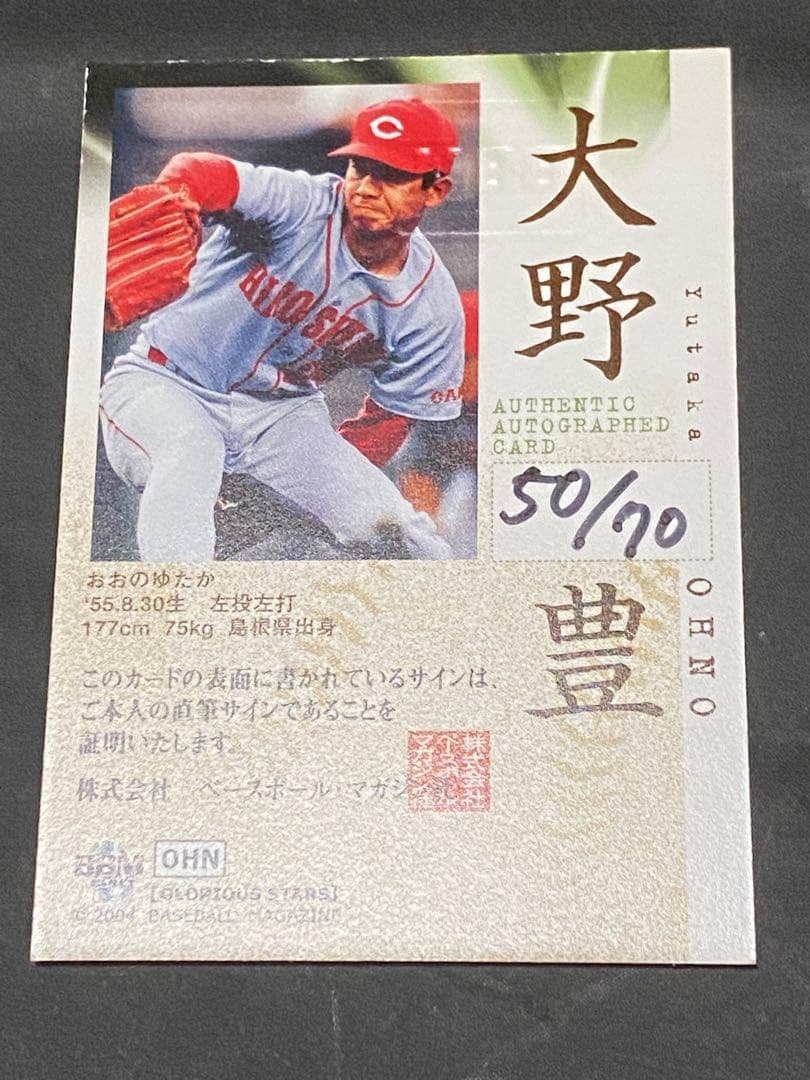 C
HIROSHIMA
CA
大野豊
Yutaka OHNO
AUTHENTIC
AUTOGRAPHED
CARD
50/70
おおのゆたか
'55.8.30生 左投左打
177cm 75kg 島根県出身
このカードの表面に書かれているサインは、
ご本人の直筆サインであることを
証明いたします。
株式会社 ベースボール・マガジン社
BBM
OHN
[GLORIOUS STARS]
© 2004 BASEBALL MAGAZINE